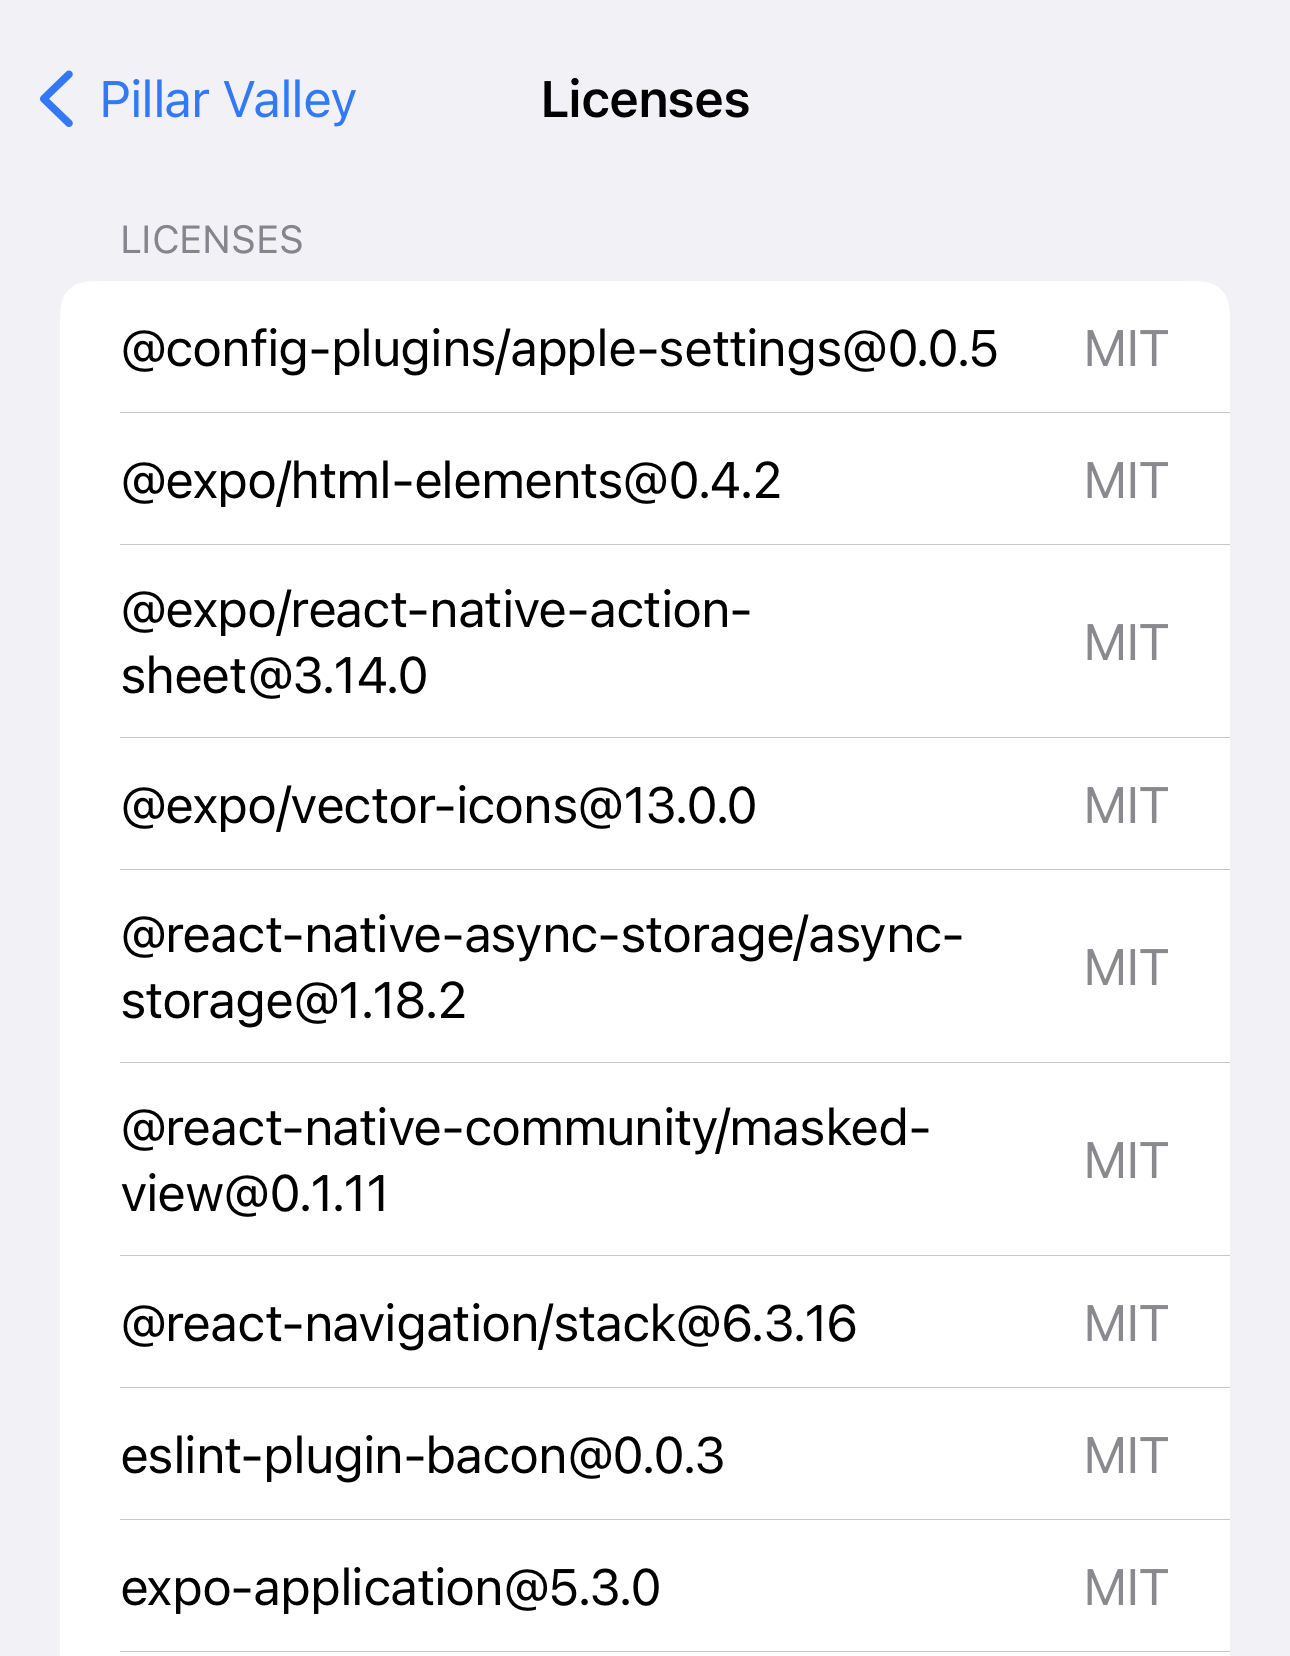 Pillar Valley
Licenses
LICENSES
@config-plugins/apple-settings@0.0.5 MIT
@expo/html-elements@0.4.2 MIT
@expo/react-native-action-
sheet@3.14.0
MIT
@expo/vector-icons@13.0.0 MIT
@react-native-async-storage/async-
storage@1.18.2
MIT
@react-native-community/masked-
view@0.1.11
MIT
@react-navigation/stack@6.3.16 MIT
eslint-plugin-bacon@0.0.3 MIT
expo-application@5.3.0 MIT